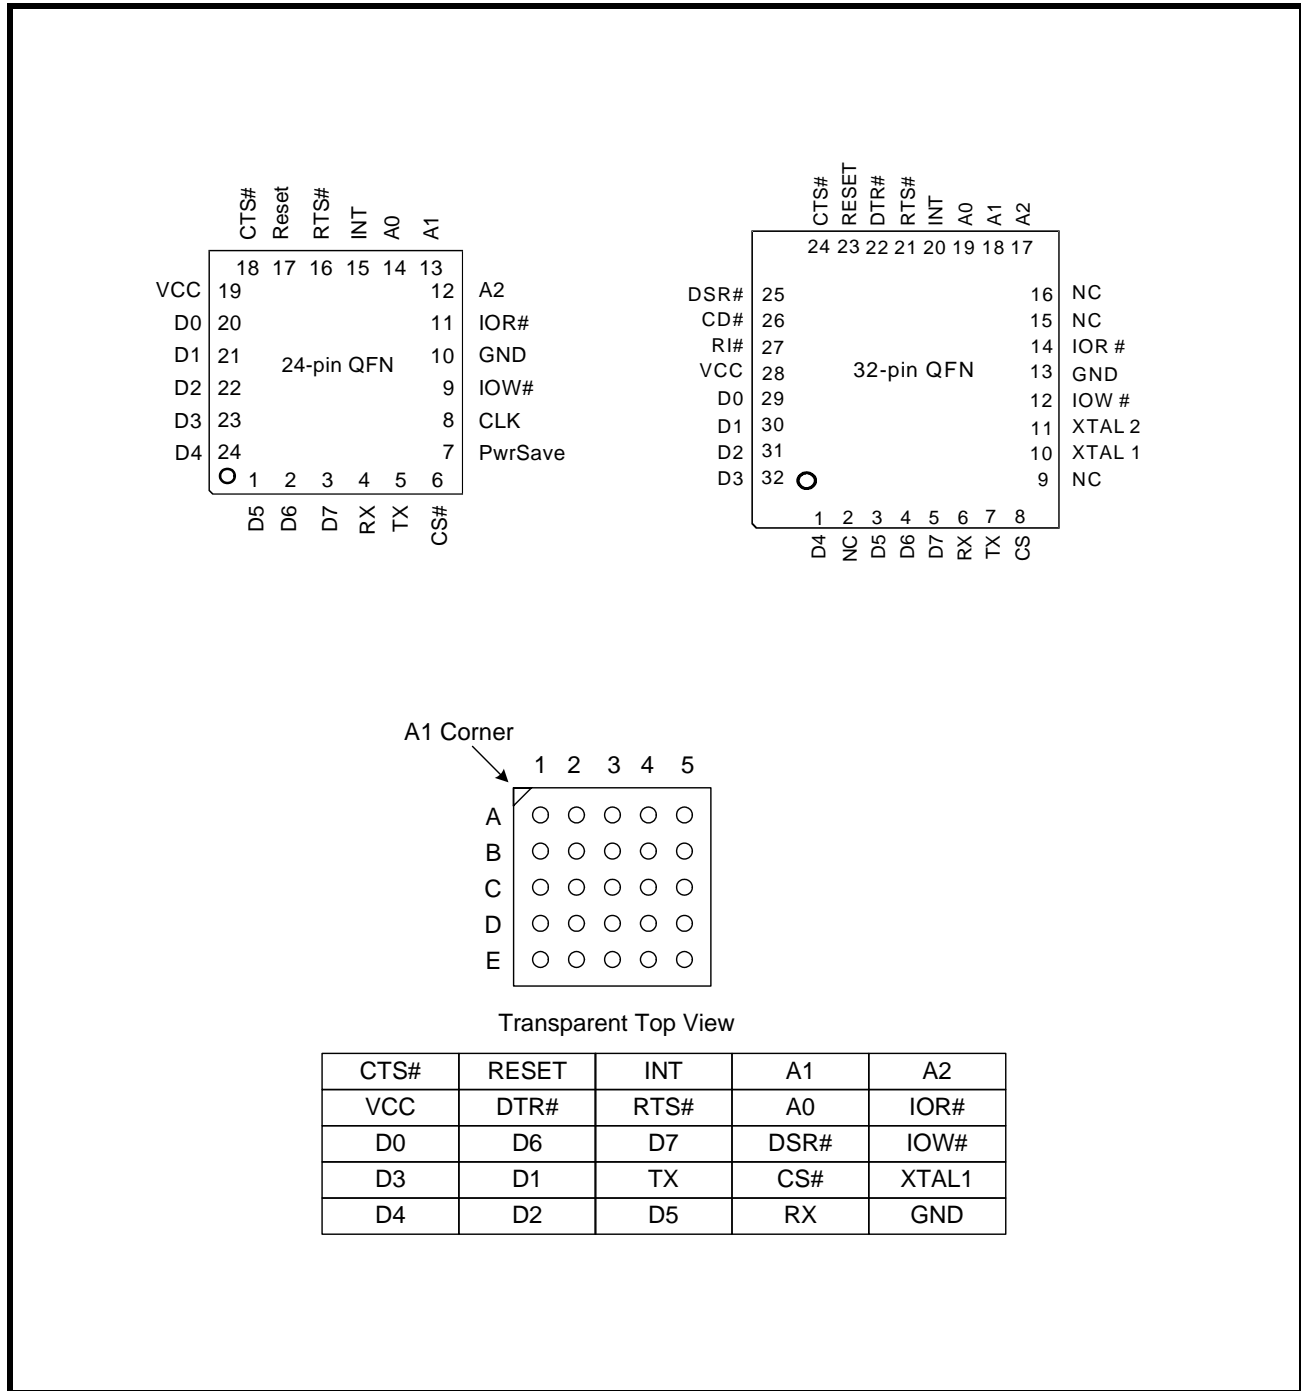 CTS# Reset RTS# INT A0 A1
18 17 16 15 14 13
VCC 19 12 A2
D0 20 11 IOR#
D1 21 10 GND
24-pin QFN
D2 22 9 IOW#
D3 23 8 CLK
D4 24 7 PwrSave
1 2 3 4 5 6
D5 D6 D7 RX TX CS#
CTS# RESET DTR# RTS# INT A0 A1 A2
24 23 22 21 20 19 18 17
DSR# 25 16 NC
CD# 26 15 NC
RI# 27 14 IOR #
VCC 28 13 GND
32-pin QFN
D0 29 12 IOW #
D1 30 11 XTAL 2
D2 31 10 XTAL 1
D3 32 9 NC
1 2 3 4 5 6 7 8
D4 NC D5 D6 D7 RX TX CS
A1 Corner
1 2 3 4 5
A
B
C
D
E
Transparent Top View
CTS# RESET INT A1 A2
VCC DTR# RTS# A0 IOR#
D0 D6 D7 DSR# IOW#
D3 D1 TX CS# XTAL1
D4 D2 D5 RX GND